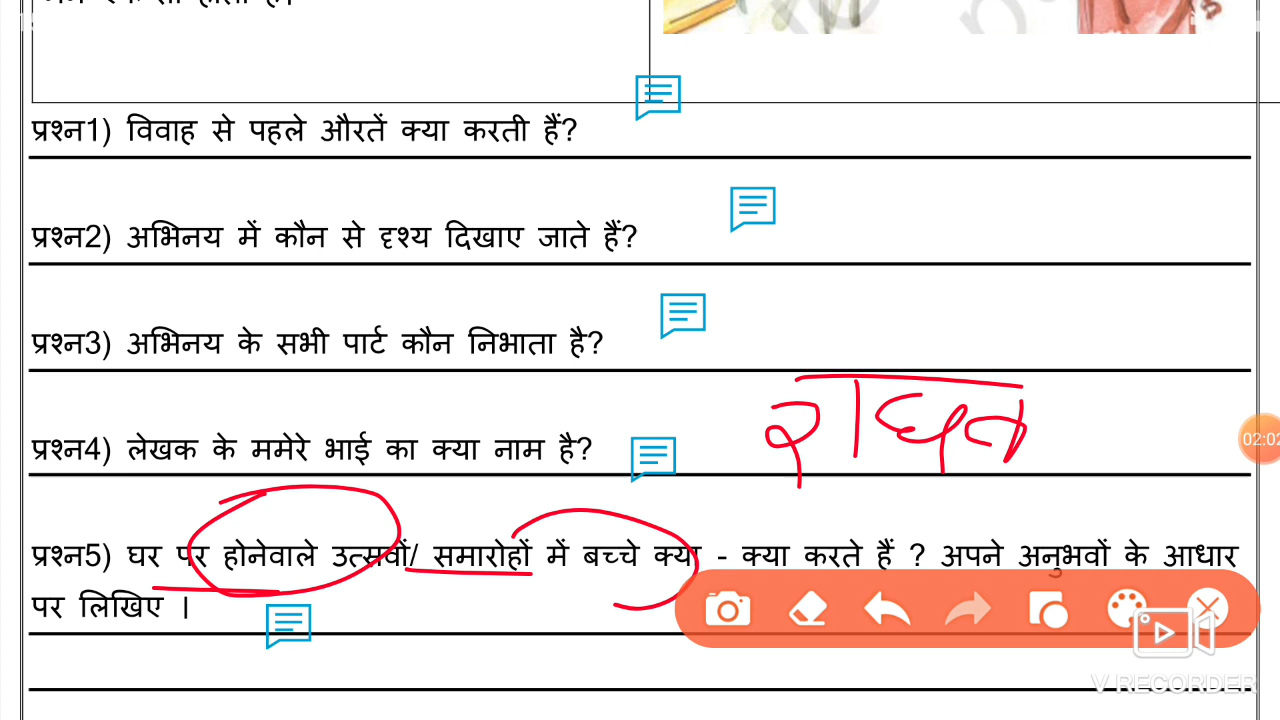 प्रश्न1) विवाह से पहले औरतें क्या करती हैं?
प्रश्न2) अभिनय में कौन से दृश्य दिखाए जाते हैं?
प्रश्न3) अभिनय के सभी पार्ट कौन निभाता है?
प्रश्न4) लेखक के ममेरे भाई का क्या नाम है?
प्रश्न5) घर पर होनेवाले उत्सवों/ समारोहों में बच्चे क्या - क्या करते हैं ? अपने अनुभवों के आधार
पर लिखिए ।
02:02
V RECORDER